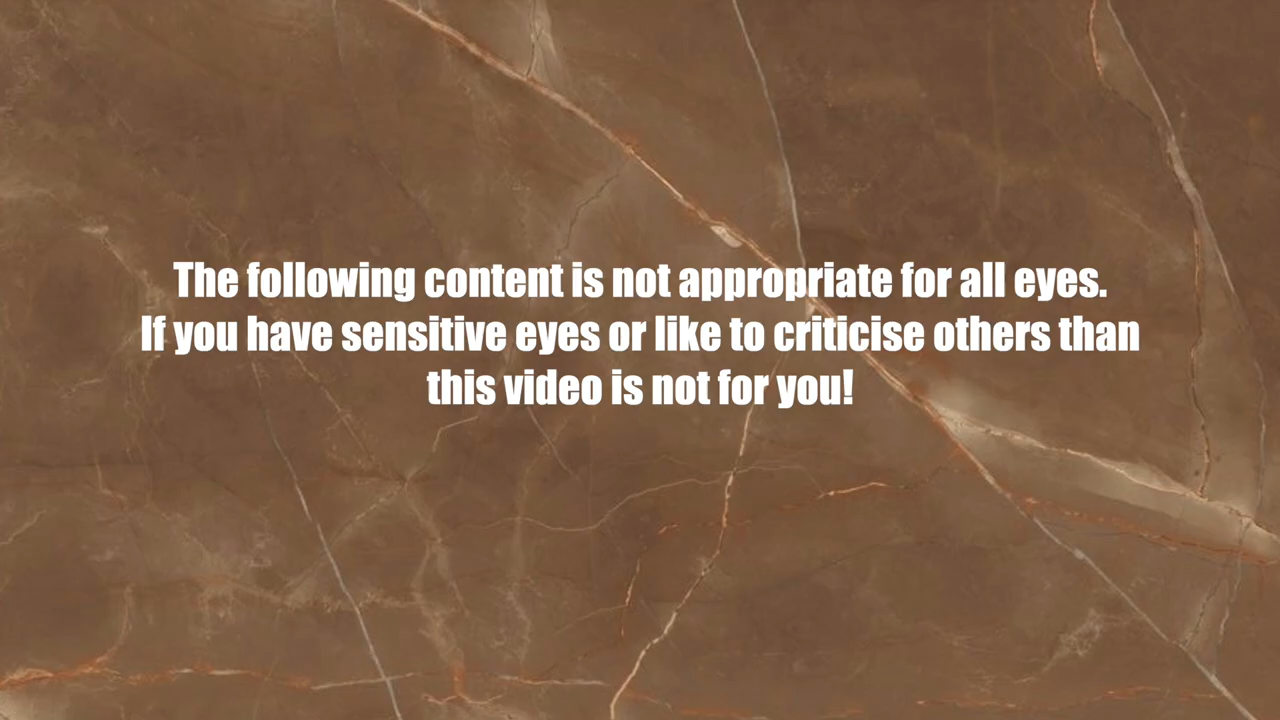 The following content is not appropriate for all eyes.
If you have sensitive eyes or like to criticise others than
this video is not for you!